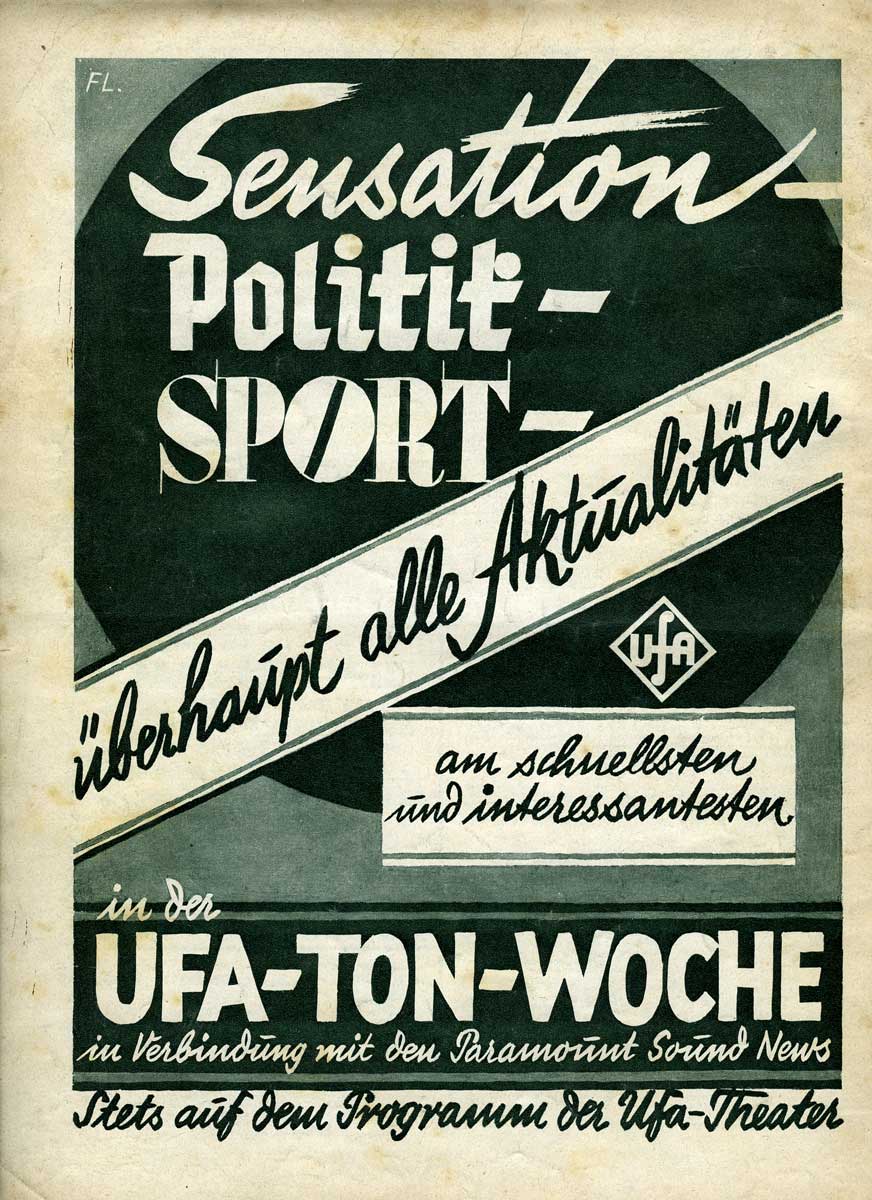 FL.
Sensation -
Politik -
SPORT -
überhaupt alle Aktualitäten
UfA
am schnellsten
und interessantesten
in der
UFA-TON-WOCHE
in Verbindung mit den Paramount Sound News
Stets auf dem Programm der Ufa-Theater